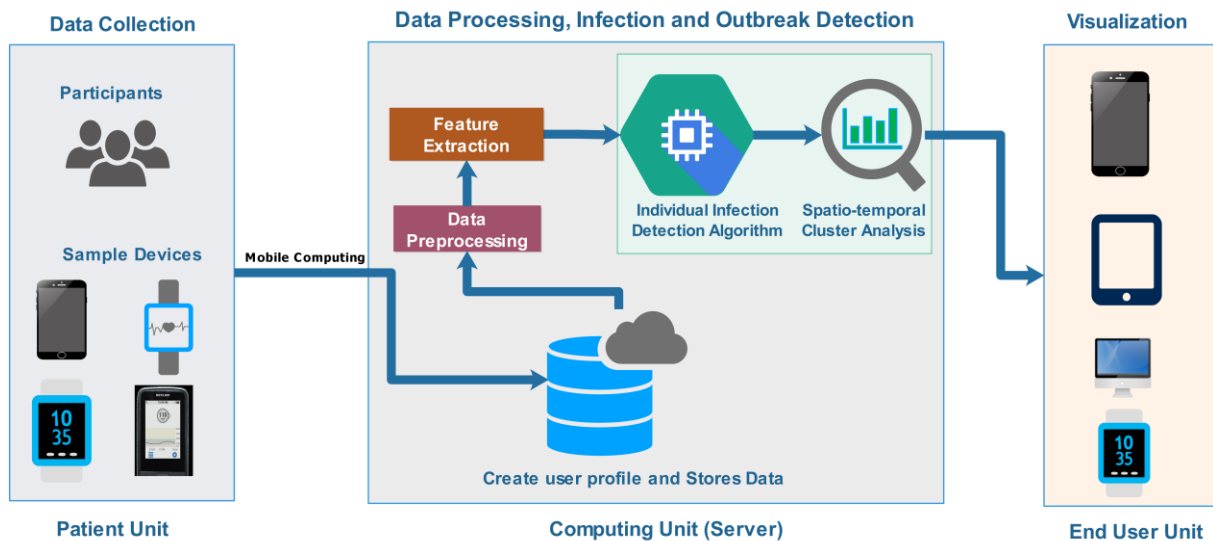 Data Collection
Data Processing, Infection and Outbreak Detection
Visualization
Participants
Feature
Extraction
Individual Infection
Detection Algorithm
Spatio-temporal
Cluster Analysis
Data
Preprocessing
Sample Devices
Mobile Computing
10
35
10
35
Create user profile and Stores Data
Patient Unit
Computing Unit (Server)
End User Unit